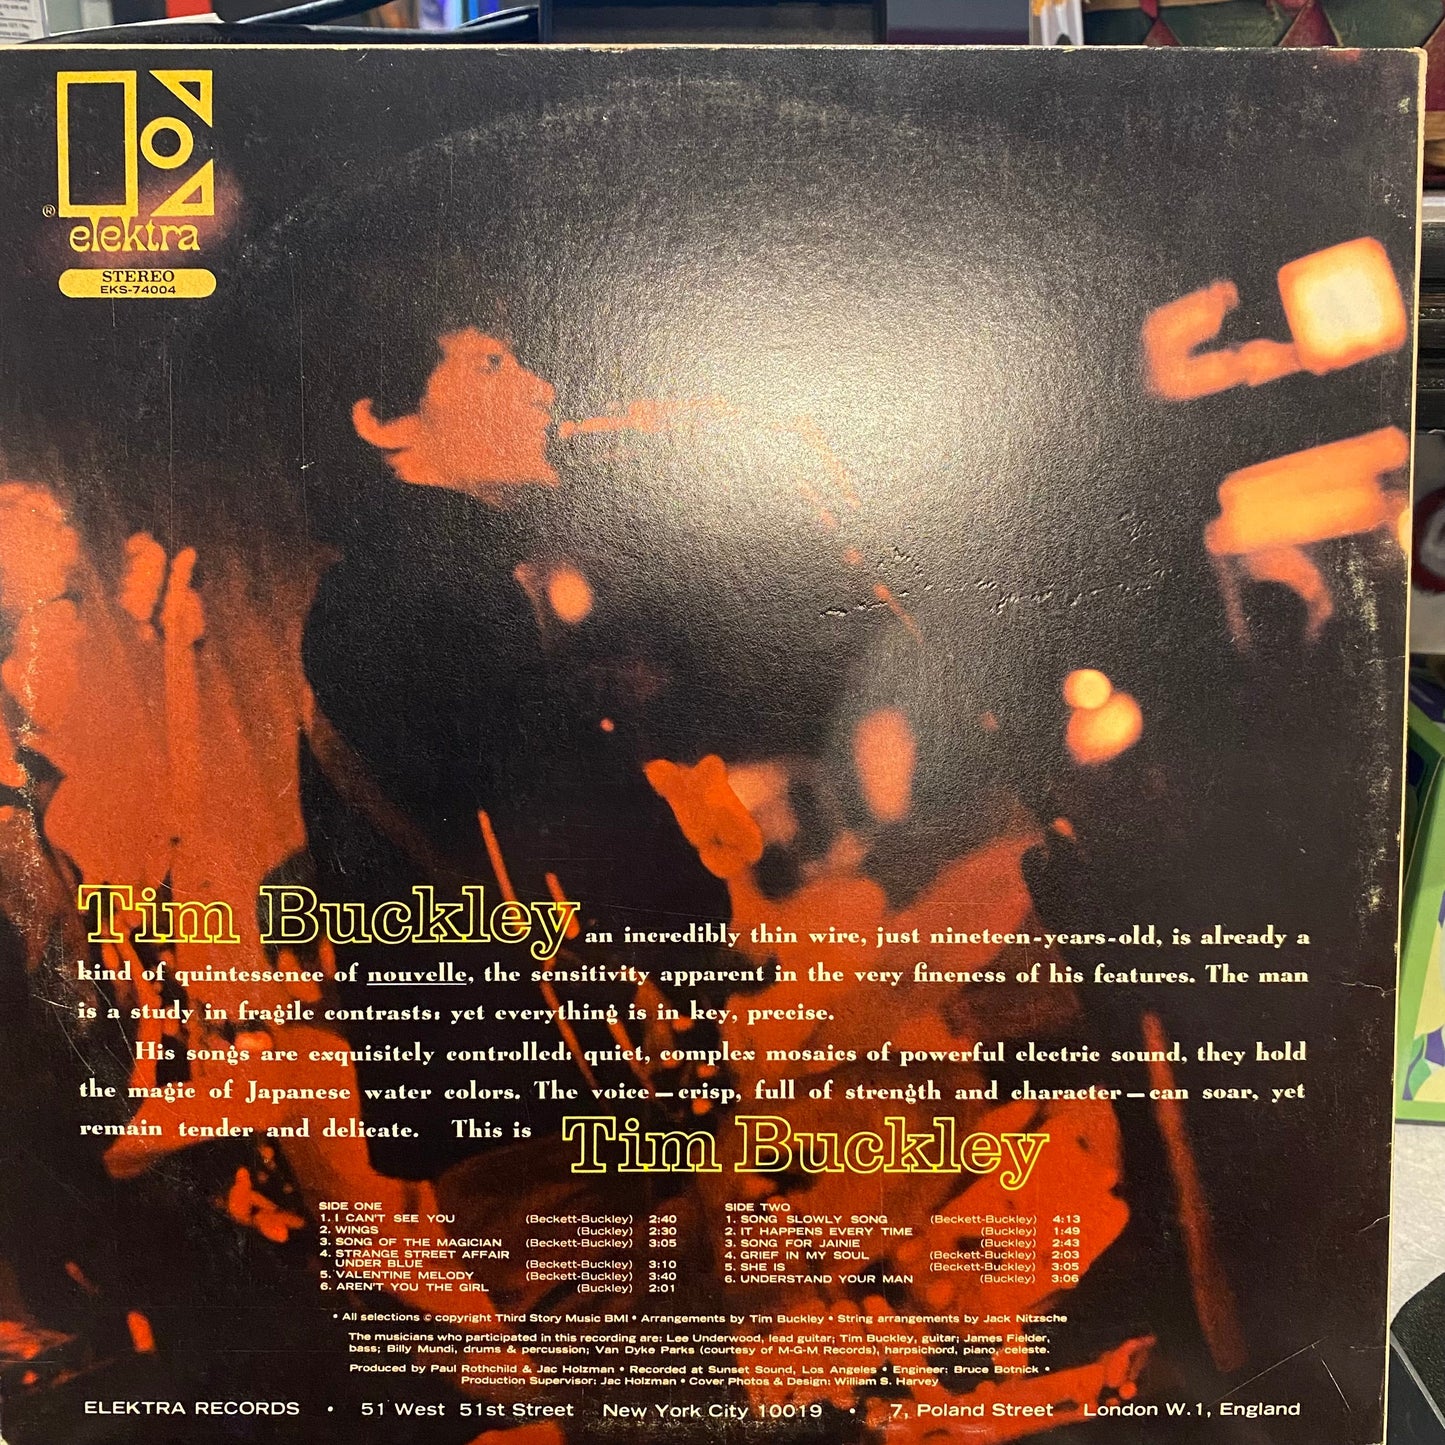 elektra
®
STEREO
EKS-74004
Tim Buckley an incredibly thin wire, just nineteen-years-old, is already a
kind of quintessence of nouvelle, the sensitivity apparent in the very fineness of his features. The man
is a study in fragile contrasts: yet everything is in key, precise.
His songs are exquisitely controlled: quiet, complex mosaics of powerful electric sound, they hold
the magic of Japanese water colors. The voice—crisp, full of strength and character—can soar, yet
remain tender and delicate. This is Tim Buckley
SIDE ONE
1. I CAN'T SEE YOU (Beckett-Buckley) 2:40
2. WINGS (Buckley) 2:30
3. SONG OF THE MAGICIAN (Beckett-Buckley) 3:05
4. STRANGE STREET AFFAIR
UNDER BLUE (Beckett-Buckley) 3:10
5. VALENTINE MELODY (Beckett-Buckley) 3:40
6. AREN'T YOU THE GIRL (Buckley) 2:01
SIDE TWO
1. SONG SLOWLY SONG (Beckett-Buckley) 4:13
2. IT HAPPENS EVERY TIME (Buckley) 1:49
3. SONG FOR JAINIE (Buckley) 2:43
4. GRIEF IN MY SOUL (Beckett-Buckley) 2:03
5. SHE IS (Beckett-Buckley) 3:05
6. UNDERSTAND YOUR MAN (Buckley) 3:06
• All selections © copyright Third Story Music BMI • Arrangements by Tim Buckley • String arrangements by Jack Nitzsche
The musicians who participated in this recording are: Lee Underwood, lead guitar; Tim Buckley, guitar; James Fielder,
bass; Billy Mundi, drums & percussion; Van Dyke Parks (courtesy of M-G-M Records), harpsichord, piano, celeste.
Produced by Paul Rothchild & Jac Holzman • Recorded at Sunset Sound, Los Angeles • Engineer: Bruce Botnick •
Production Supervisor: Jac Holzman • Cover Photos & Design: William S. Harvey
ELEKTRA RECORDS • 51 West 51st Street New York City 10019 • 7, Poland Street London W.1, England